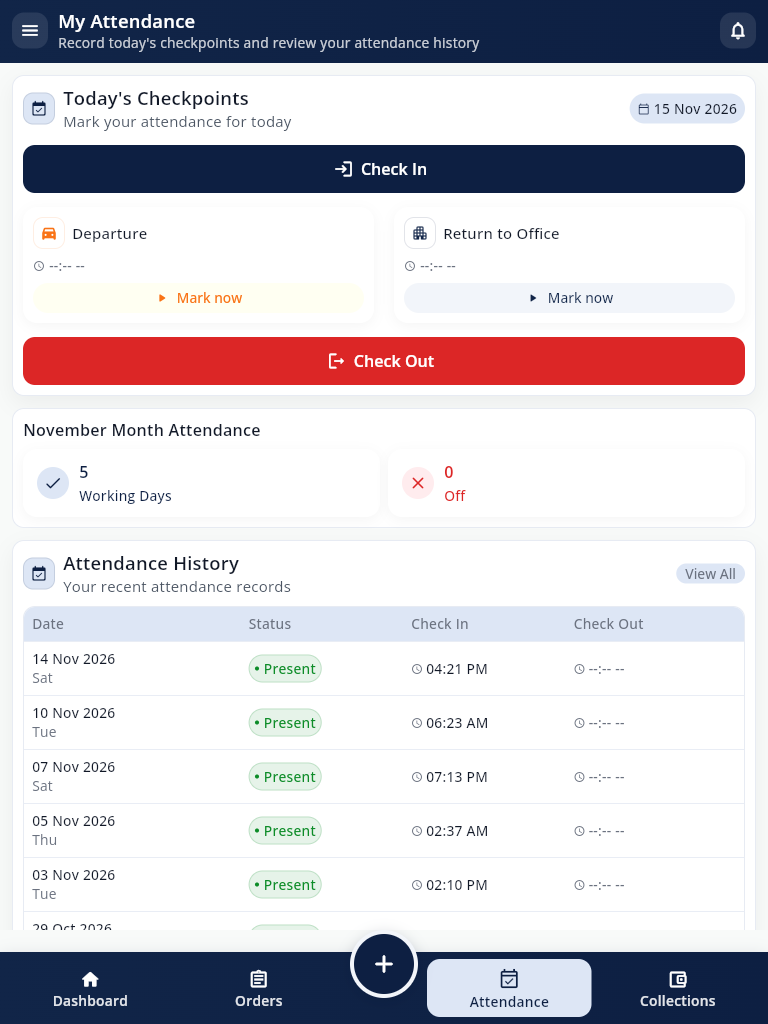 My Attendance
Record today's checkpoints and review your attendance history
Today's Checkpoints
Mark your attendance for today
15 Nov 2026
Check In
Departure
--:-- --
Mark now
Return to Office
--:-- --
Mark now
Check Out
November Month Attendance
5
Working Days
0
Off
Attendance History
Your recent attendance records
View All
Date Status Check In Check Out
14 Nov 2026
Sat
• Present
04:21 PM
--:-- --
10 Nov 2026
Tue
• Present
06:23 AM
--:-- --
07 Nov 2026
Sat
• Present
07:13 PM
--:-- --
05 Nov 2026
Thu
• Present
02:37 AM
--:-- --
03 Nov 2026
Tue
• Present
02:10 PM
--:-- --
29 Oct 2026
Dashboard
Orders
Attendance
Collections